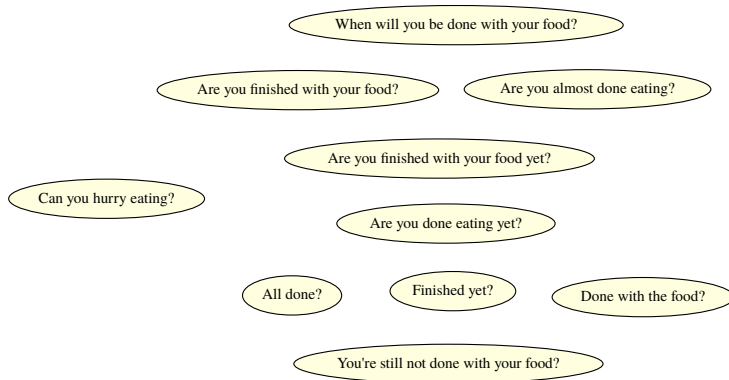 When will you be done with your food?
Are you finished with your food?
Are you almost done eating?
Are you finished with your food yet?
Can you hurry eating?
Are you done eating yet?
All done?
Finished yet?
Done with the food?
You're still not done with your food?